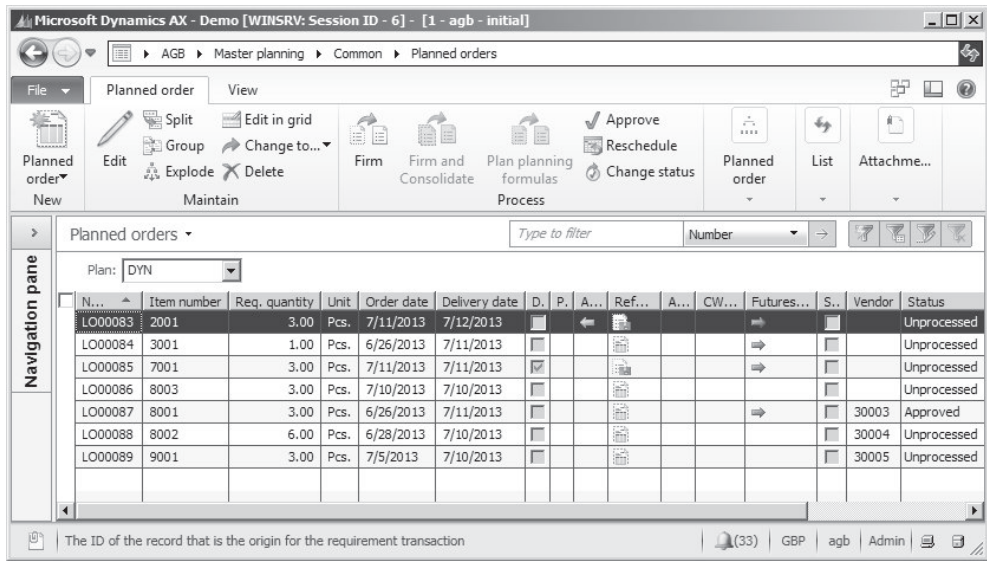 Microsoft Dynamics AX - Demo [WINSRV: Session ID - 6] - [1 - agb - initial]
AGB Master planning Common Planned orders
File Planned order View
Planned order
New
Edit
Split
Group
Explode
Edit in grid
Change to...
Delete
Maintain
Firm
Firm and Consolidate
Plan planning formulas
Approve
Reschedule
Change status
Process
Planned order
List
Attachme...
Navigation pane
Planned orders
Type to filter Number
Plan: DYN
N... Item number Req. quantity Unit Order date Delivery date D. P. A... Ref... A... CW... Futures... S.. Vendor Status
LO00083 2001 3.00 Pcs. 7/11/2013 7/12/2013 Unprocessed
LO00084 3001 1.00 Pcs. 6/26/2013 7/11/2013 Unprocessed
LO00085 7001 3.00 Pcs. 7/11/2013 7/11/2013 Unprocessed
LO00086 8003 3.00 Pcs. 7/10/2013 7/10/2013 Unprocessed
LO00087 8001 3.00 Pcs. 6/26/2013 7/11/2013 30003 Approved
LO00088 8002 6.00 Pcs. 6/28/2013 7/10/2013 30004 Unprocessed
LO00089 9001 3.00 Pcs. 7/5/2013 7/10/2013 30005 Unprocessed
The ID of the record that is the origin for the requirement transaction (33) GBP agb Admin